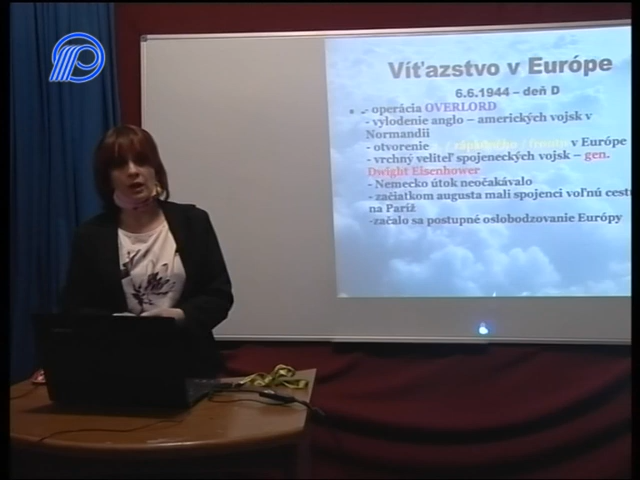 Víťazstvo v Európe
6.6.1944 – deň D
- operácia OVERLORD
- vylodenie anglo – amerických vojsk v
Normandii
- otvorenie v Európe
- vrchný veliteľ spojeneckých vojsk – gen.
Dwight Eisenhower
- Nemecko útok neočakávalo
- začiatkom augusta mali spojenci voľnú cestu
na Paríž
-začalo sa postupné oslobodzovanie Európy